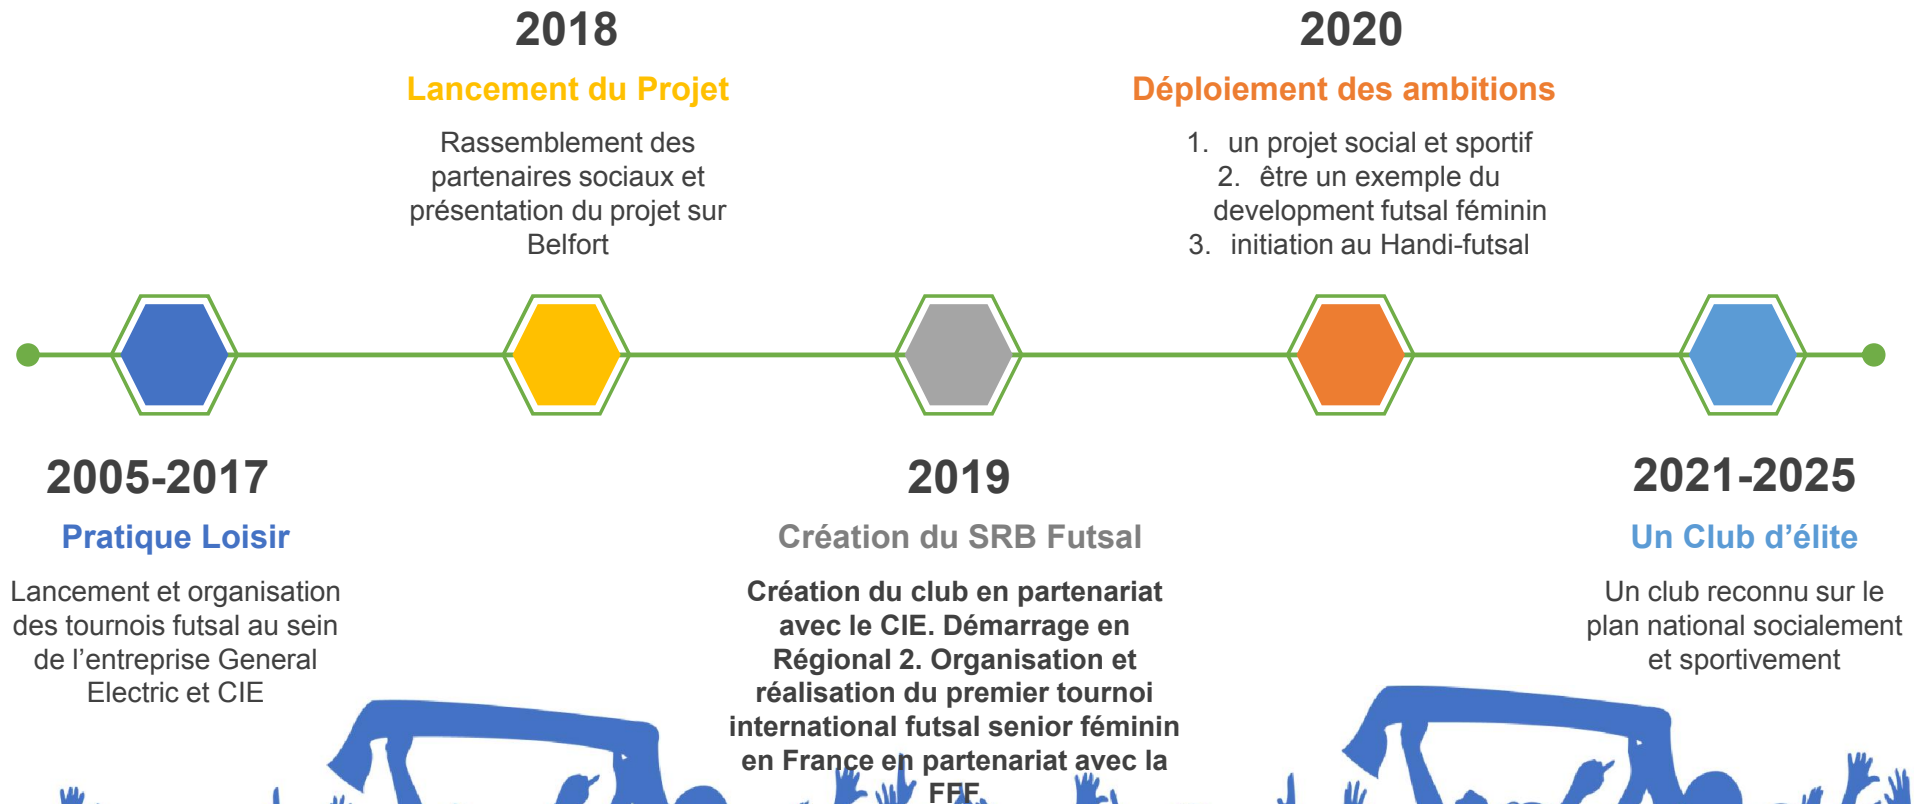 2018
Lancement du Projet
Rassemblement des
partenaires sociaux et
présentation du projet sur
Belfort
2020
Déploiement des ambitions
1. un projet social et sportif
2. être un exemple du
development futsal féminin
3. initiation au Handi-futsal
2005-2017
Pratique Loisir
Lancement et organisation
des tournois futsal au sein
de l’entreprise General
Electric et CIE
2019
Création du SRB Futsal
Création du club en partenariat
avec le CIE. Démarrage en
Régional 2. Organisation et
réalisation du premier tournoi
international futsal senior féminin
en France en partenariat avec la
FFF
2021-2025
Un Club d’élite
Un club reconnu sur le
plan national socialement
et sportivement